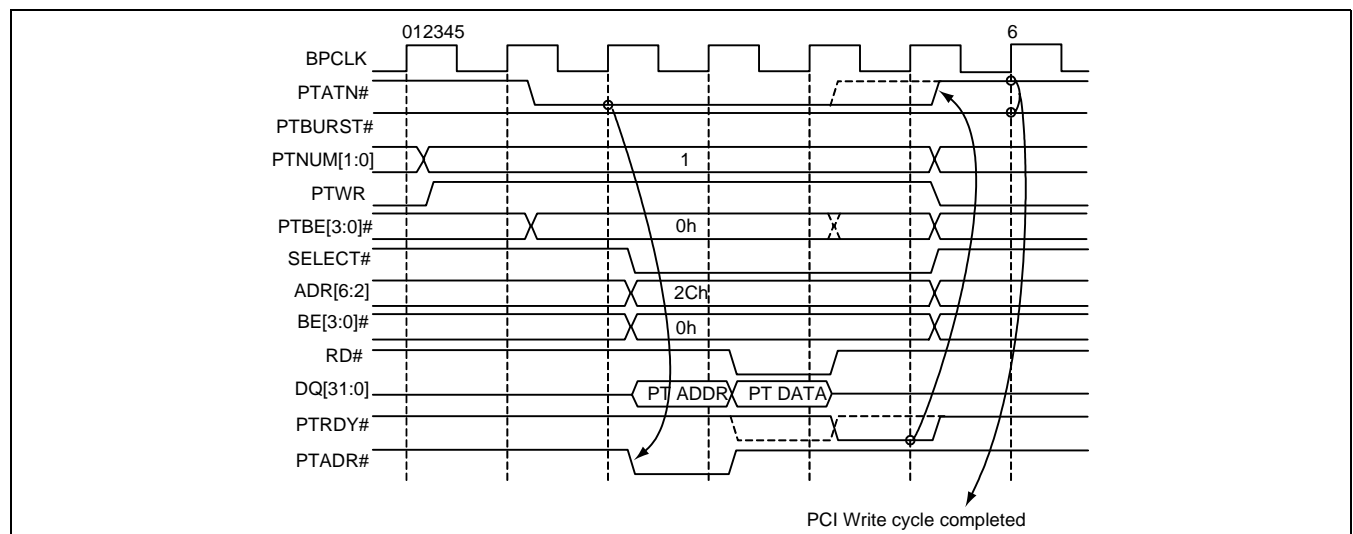 012345
6
BPCLK
PTATN#
PTBURST#
PTNUM[1:0]
1
PTWR
PTBE[3:0]#
0h
SELECT#
ADR[6:2]
2Ch
BE[3:0]#
0h
RD#
DQ[31:0]
PT ADDR
PT DATA
PTRDY#
PTADR#
PCI Write cycle completed